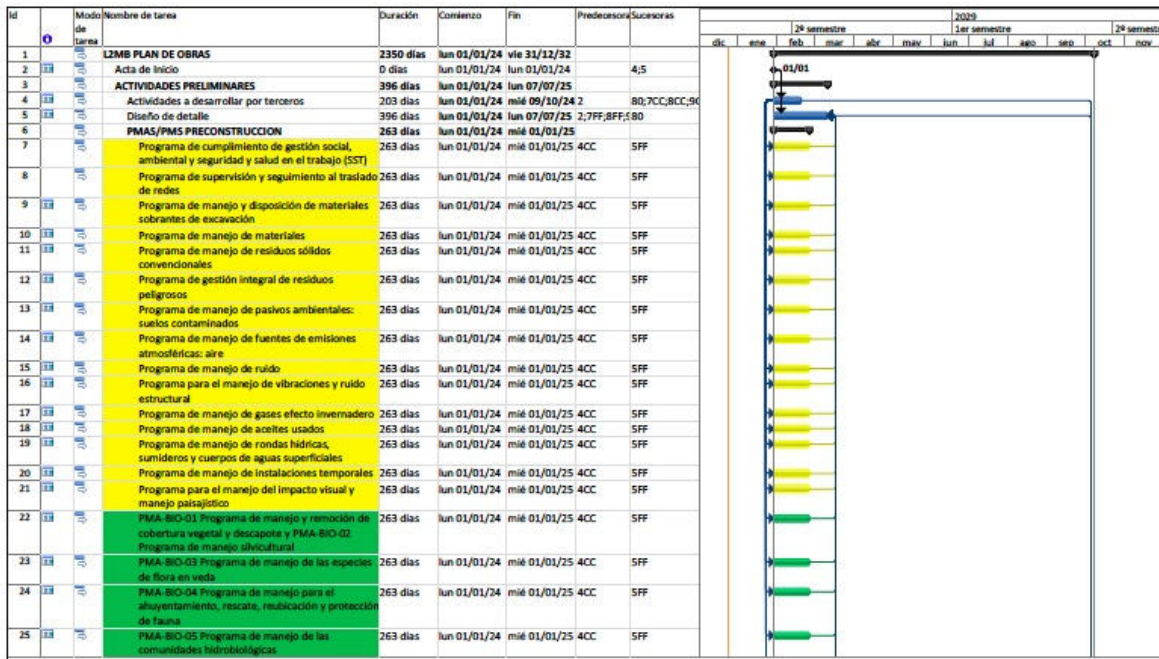 Id Modo de tarea Nombre de tarea Duración Comienzo Fin Predecesora Sucesoras
2029
2º semestre 1er semestre 2º semest
dic ene feb mar abr may jun jul ago sep oct nov
1 L2MB PLAN DE OBRAS 2350 días lun 01/01/24 vie 31/12/32
2 Acta de Inicio 0 días lun 01/01/24 lun 01/01/24 4;5
01/01
3 ACTIVIDADES PRELIMINARES 396 días lun 01/01/24 lun 07/07/25
4 Actividades a desarrollar por terceros 203 días lun 01/01/24 mié 09/10/24 2 80;7CC;8CC;9C
5 Diseño de detalle 396 días lun 01/01/24 lun 07/07/25 2;7FF;8FF;9 80
6 PMAS/PMS PRECONSTRUCCION 263 días lun 01/01/24 mié 01/01/25
7 Programa de cumplimiento de gestión social, 263 días lun 01/01/24 mié 01/01/25 4CC 5FF
ambiental y seguridad y salud en el trabajo (SST)
8 Programa de supervisión y seguimiento al traslado 263 días lun 01/01/24 mié 01/01/25 4CC 5FF
de redes
9 Programa de manejo y disposición de materiales 263 días lun 01/01/24 mié 01/01/25 4CC 5FF
sobrantes de excavación
10 Programa de manejo de materiales 263 días lun 01/01/24 mié 01/01/25 4CC 5FF
11 Programa de manejo de residuos sólidos 263 días lun 01/01/24 mié 01/01/25 4CC 5FF
convencionales
12 Programa de gestión integral de residuos 263 días lun 01/01/24 mié 01/01/25 4CC 5FF
peligrosos
13 Programa de manejo de pasivos ambientales: 263 días lun 01/01/24 mié 01/01/25 4CC 5FF
suelos contaminados
14 Programa de manejo de fuentes de emisiones 263 días lun 01/01/24 mié 01/01/25 4CC 5FF
atmosféricas: aire
15 Programa de manejo de ruido 263 días lun 01/01/24 mié 01/01/25 4CC 5FF
16 Programa para el manejo de vibraciones y ruido 263 días lun 01/01/24 mié 01/01/25 4CC 5FF
estructural
17 Programa de manejo de gases efecto invernadero 263 días lun 01/01/24 mié 01/01/25 4CC 5FF
18 Programa de manejo de aceites usados 263 días lun 01/01/24 mié 01/01/25 4CC 5FF
19 Programa de manejo de rondas hídricas, 263 días lun 01/01/24 mié 01/01/25 4CC 5FF
sumideros y cuerpos de aguas superficiales
20 Programa de manejo de instalaciones temporales 263 días lun 01/01/24 mié 01/01/25 4CC 5FF
21 Programa para el manejo del impacto visual y 263 días lun 01/01/24 mié 01/01/25 4CC 5FF
manejo paisajístico
22 PMA-BIO-01 Programa de manejo y remoción de 263 días lun 01/01/24 mié 01/01/25 4CC 5FF
cobertura vegetal y descapote y PMA-BIO-02
Programa de manejo silvicultural
23 PMA-BIO-03 Programa de manejo de las especies 263 días lun 01/01/24 mié 01/01/25 4CC 5FF
de flora en veda
24 PMA-BIO-04 Programa de manejo para el 263 días lun 01/01/24 mié 01/01/25 4CC 5FF
ahuyentamiento, rescate, reubicación y protección
de fauna
25 PMA-BIO-05 Programa de manejo de las 263 días lun 01/01/24 mié 01/01/25 4CC 5FF
comunidades hidrobiológicas